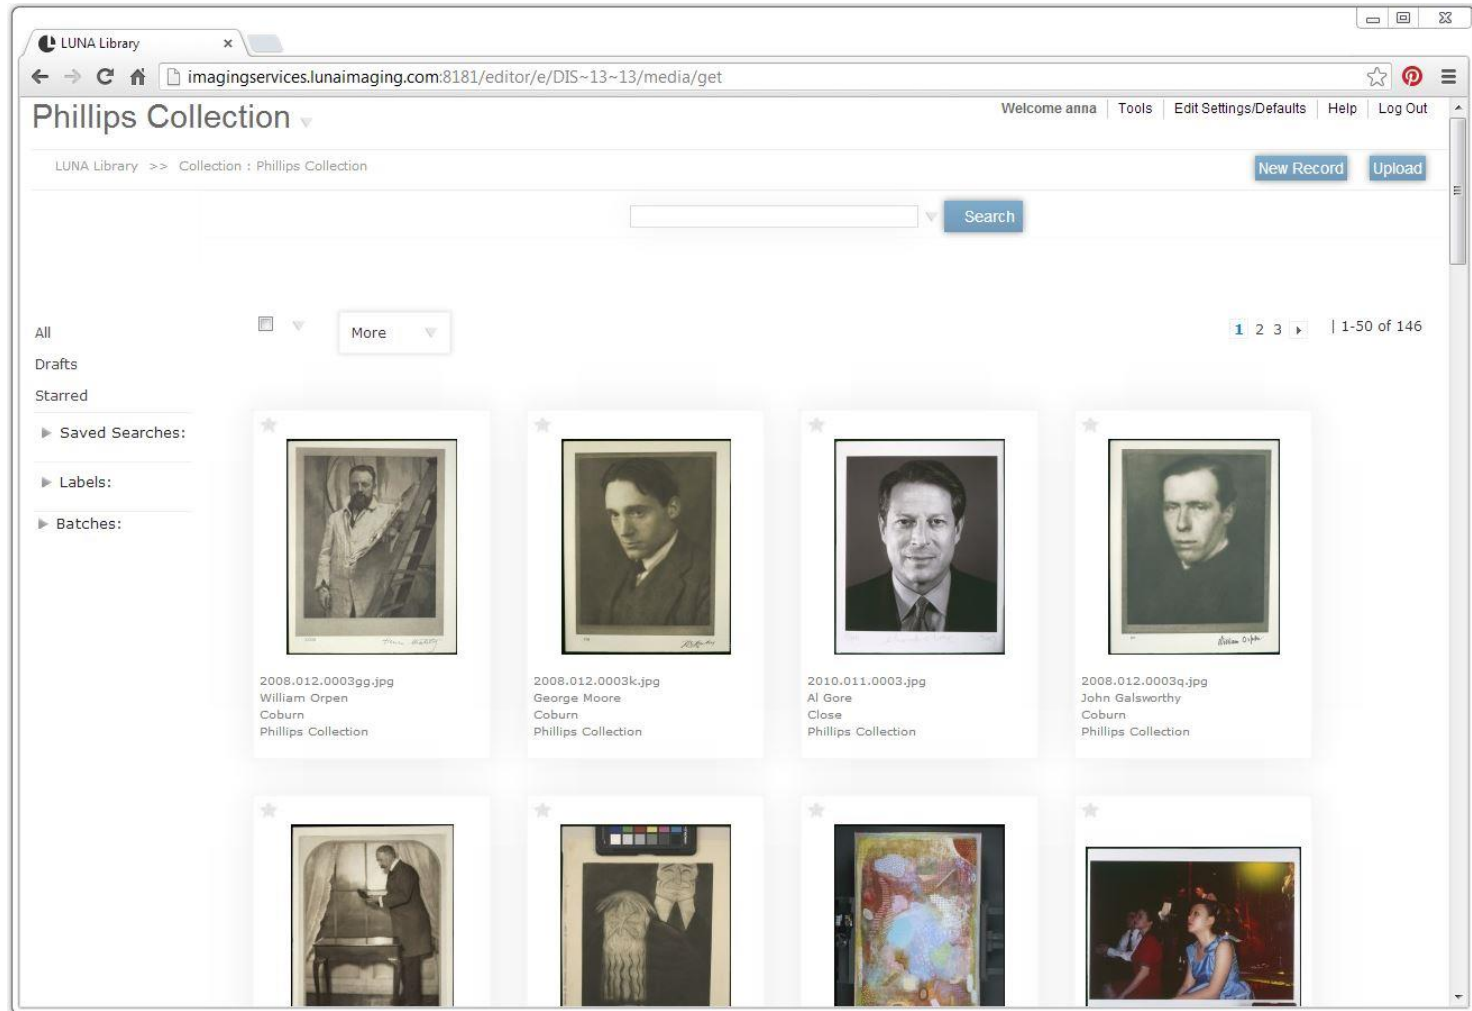 LUNA Library
imagingservices.lunaimaging.com:8181/editor/e/DIS~13~13/media/get
Phillips Collection
Welcome anna
Tools
Edit Settings/Defaults
Help
Log Out
LUNA Library >> Collection : Phillips Collection
New Record
Upload
Search
All
Drafts
Starred
Saved Searches:
Labels:
Batches:
More
1 2 3
| 1-50 of 146
2008.012.0003gg.jpg
William Orpen
Coburn
Phillips Collection
2008.012.0003k.jpg
George Moore
Coburn
Phillips Collection
2010.011.0003.jpg
Al Gore
Close
Phillips Collection
William Orpen
2008.012.0003q.jpg
John Galsworthy
Coburn
Phillips Collection